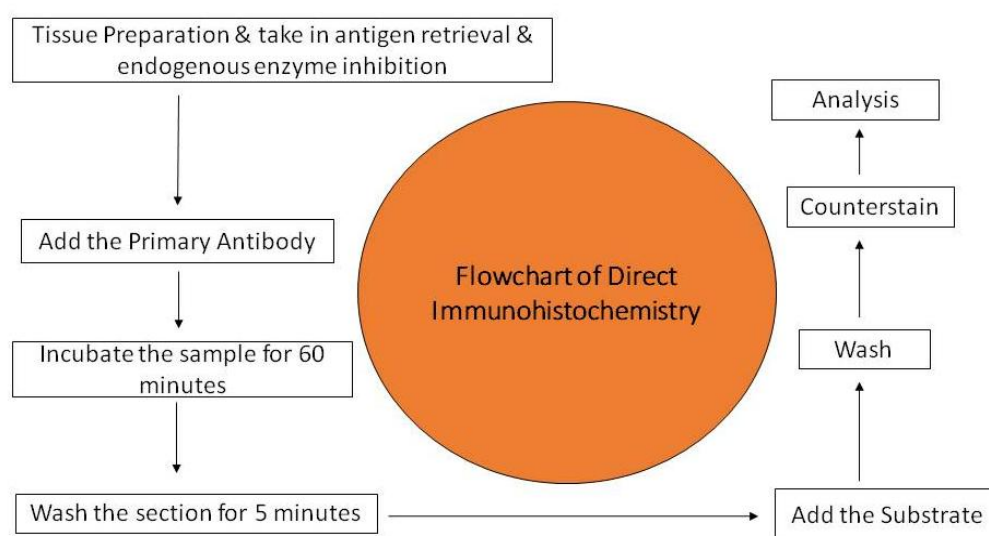 Tissue Preparation & take in antigen retrieval &
endogenous enzyme inhibition
Add the Primary Antibody
Incubate the sample for 60
minutes
Wash the section for 5 minutes
Add the Substrate
Wash
Counterstain
Analysis
Flowchart of Direct
Immunohistochemistry